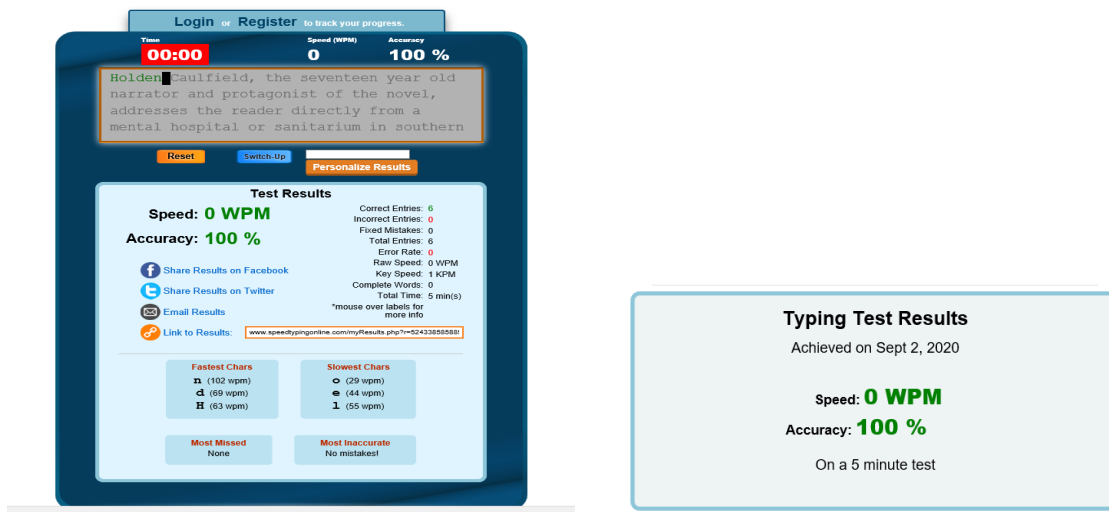 Login or Register to track your progress.
Time Speed (WPM) Accuracy
00:00 0 100 %
Holden Caulfield, the seventeen year old
narrator and protagonist of the novel,
addresses the reader directly from a
mental hospital or sanitarium in southern
Reset Switch-Up
Personalize Results
Test Results
Speed: 0 WPM
Accuracy: 100 %
Share Results on Facebook
Share Results on Twitter
Email Results
Link to Results:
Correct Entries: 6
Incorrect Entries: 0
Fixed Mistakes: 0
Total Entries: 6
Error Rate: 0
Raw Speed: 0 WPM
Key Speed: 1 KPM
Complete Words: 0
Total Time: 5 min(s)
*mouse over labels for
more info
Fastest Chars
n (102 wpm)
d (69 wpm)
H (63 wpm)
Slowest Chars
o (29 wpm)
e (44 wpm)
l (55 wpm)
Most Missed
None
Most Inaccurate
No mistakes!
Typing Test Results
Achieved on Sept 2, 2020
Speed: 0 WPM
Accuracy: 100 %
On a 5 minute test